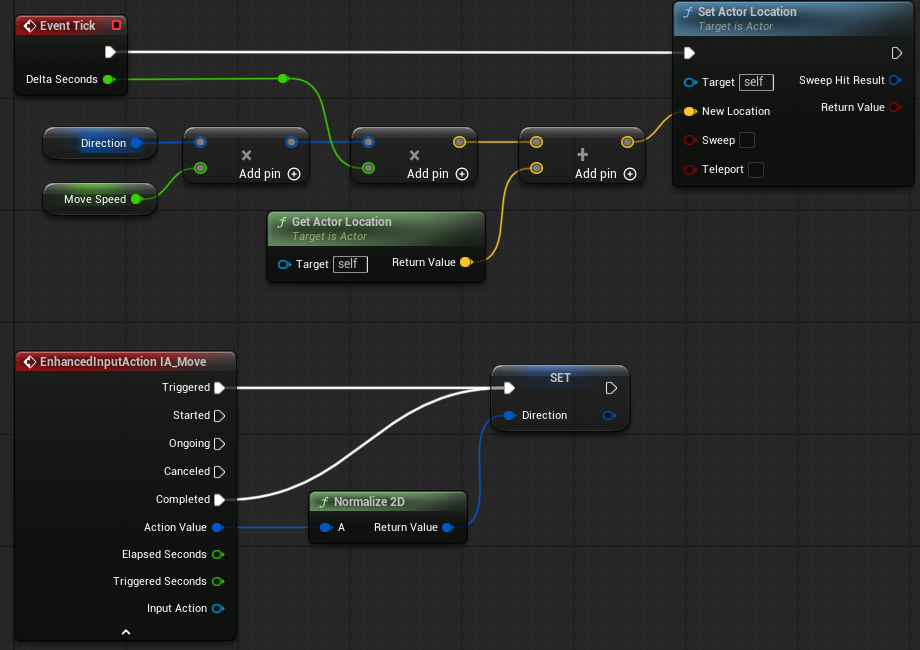 Event Tick
Delta Seconds
Set Actor Location
Target is Actor
Target self Sweep Hit Result
New Location Return Value
Sweep
Teleport
Direction
Move Speed
×
Add pin
×
Add pin
+
Add pin
f Get Actor Location
Target is Actor
Target self Return Value
EnhancedInputAction IA_Move
Triggered
Started
Ongoing
Canceled
Completed
Action Value
Elapsed Seconds
Triggered Seconds
Input Action
SET
Direction
f Normalize 2D
A Return Value